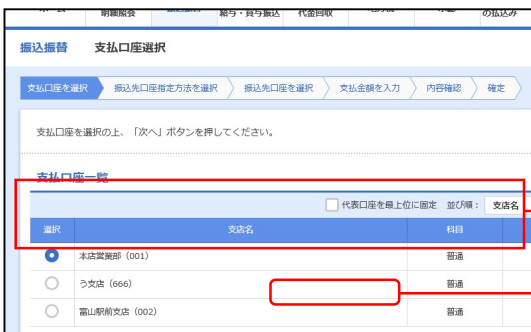 明細照会 給与・賞与振込 代金回収 の払込み
振込振替 支払口座選択
支払口座を選択 振込先口座指定方法を選択 振込先口座を選択 支払金額を入力 内容確認 確定
支払口座を選択の上、「次へ」ボタンを押してください。
支払口座一覧
代表口座を最上位に固定 並び順： 支店名
選択 支店名 科目
本店営業部（001） 普通
う支店（666） 普通
富山駅前支店（002） 普通